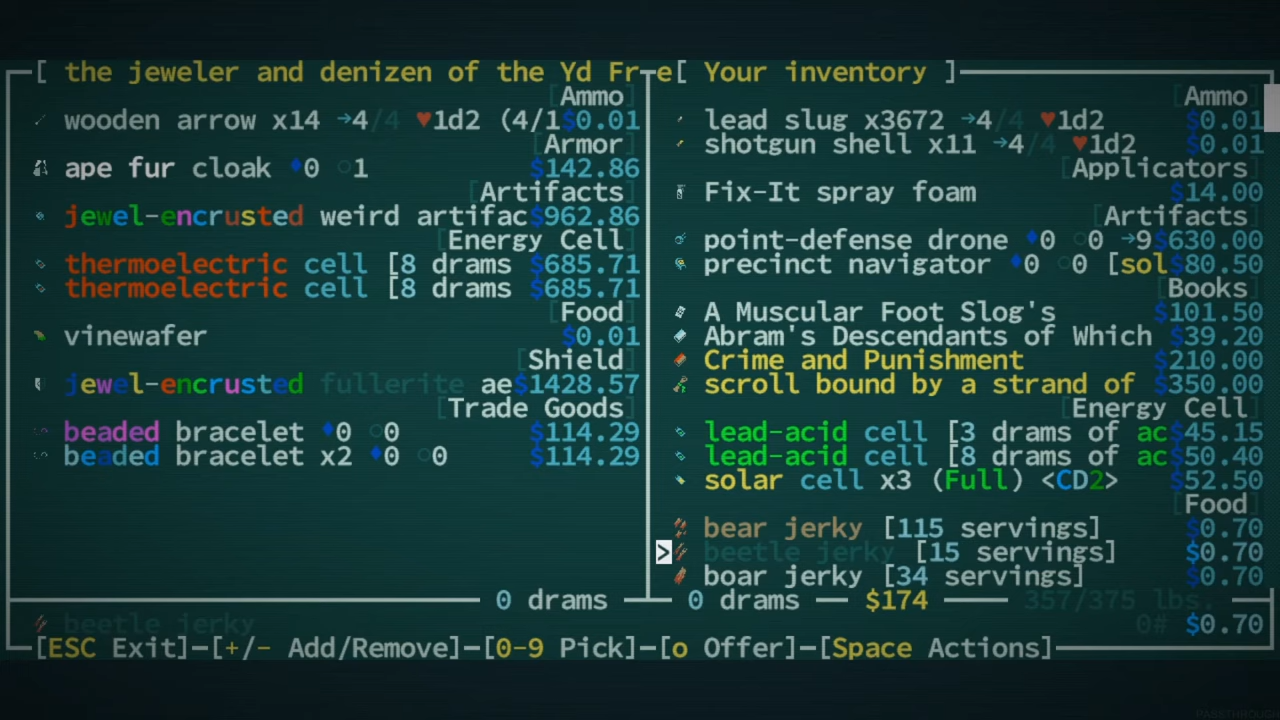 [ the jeweler and denizen of the Yd Fr
[Ammo]
wooden arrow x14 →4/4 ♥1d2 (4/1 $0.01
[Armor]
ape fur cloak ♦0 ○1 $142.86
[Artifacts]
jewel-encrusted weird artifac $962.86
[Energy Cell]
thermoelectric cell [8 drams $685.71
thermoelectric cell [8 drams $685.71
[Food]
vinewafer $0.01
[Shield]
jewel-encrusted fullerite ae $1428.57
[Trade Goods]
beaded bracelet ♦0 ○0 $114.29
beaded bracelet x2 ♦0 ○0 $114.29
0 drams
e[ Your inventory ]
[Ammo]
lead slug x3672 →4/4 ♥1d2 $0.01
shotgun shell x11 →4/4 ♥1d2 $0.01
[Applicators]
Fix-It spray foam $14.00
[Artifacts]
point-defense drone ♦0 ○0 →9 $630.00
precinct navigator ♦0 ○0 [sol $80.50
[Books]
A Muscular Foot Slog's $101.50
Abram's Descendants of Which $39.20
Crime and Punishment $210.00
scroll bound by a strand of $350.00
[Energy Cell]
lead-acid cell [3 drams of ac $45.15
lead-acid cell [8 drams of ac $50.40
solar cell x3 (Full) <CD2> $52.50
[Food]
bear jerky [115 servings] $0.70
> beetle jerky [15 servings] $0.70
boar jerky [34 servings] $0.70
0 drams $174 357/375 lbs.
beetle jerky 0# $0.70
[ESC Exit]-[+/- Add/Remove]-[0-9 Pick]-[o Offer]-[Space Actions]